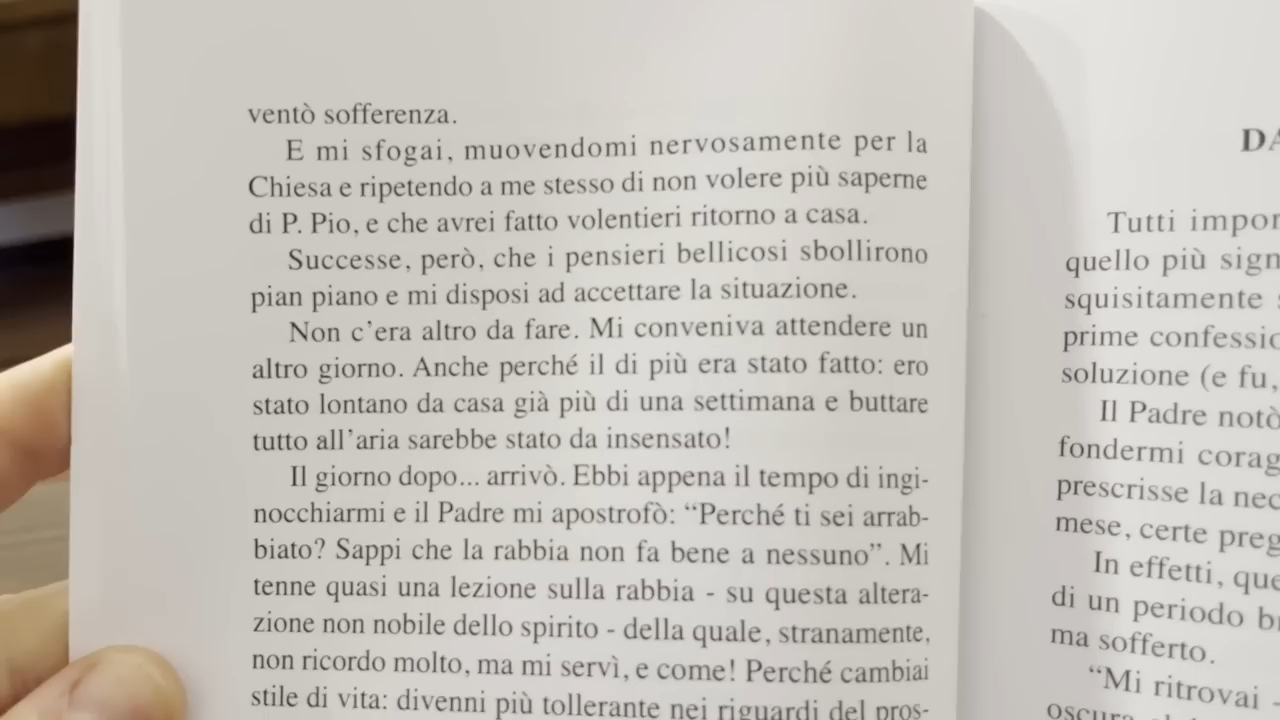 ventò sofferenza.
E mi sfogai, muovendomi nervosamente per la
Chiesa e ripetendo a me stesso di non volere più saperne
di P. Pio, e che avrei fatto volentieri ritorno a casa.
Successe, però, che i pensieri bellicosi sbollirono
pian piano e mi disposi ad accettare la situazione.
Non c'era altro da fare. Mi conveniva attendere un
altro giorno. Anche perché il di più era stato fatto: ero
stato lontano da casa già più di una settimana e buttare
tutto all'aria sarebbe stato da insensato!
Il giorno dopo... arrivò. Ebbi appena il tempo di ingi-
nocchiarmi e il Padre mi apostrofò: “Perché ti sei arrab-
biato? Sappi che la rabbia non fa bene a nessuno”. Mi
tenne quasi una lezione sulla rabbia - su questa altera-
zione non nobile dello spirito - della quale, stranamente,
non ricordo molto, ma mi servì, e come! Perché cambiai
stile di vita: divenni più tollerante nei riguardi del pros-
Tutti
quello più
squisitamente
prime
soluzione (e fu,
Il Padre notò
fondermi
prescrisse la
mese, certe
In effetti,
di un periodo
ma sofferto.
“Mi ritrovai -